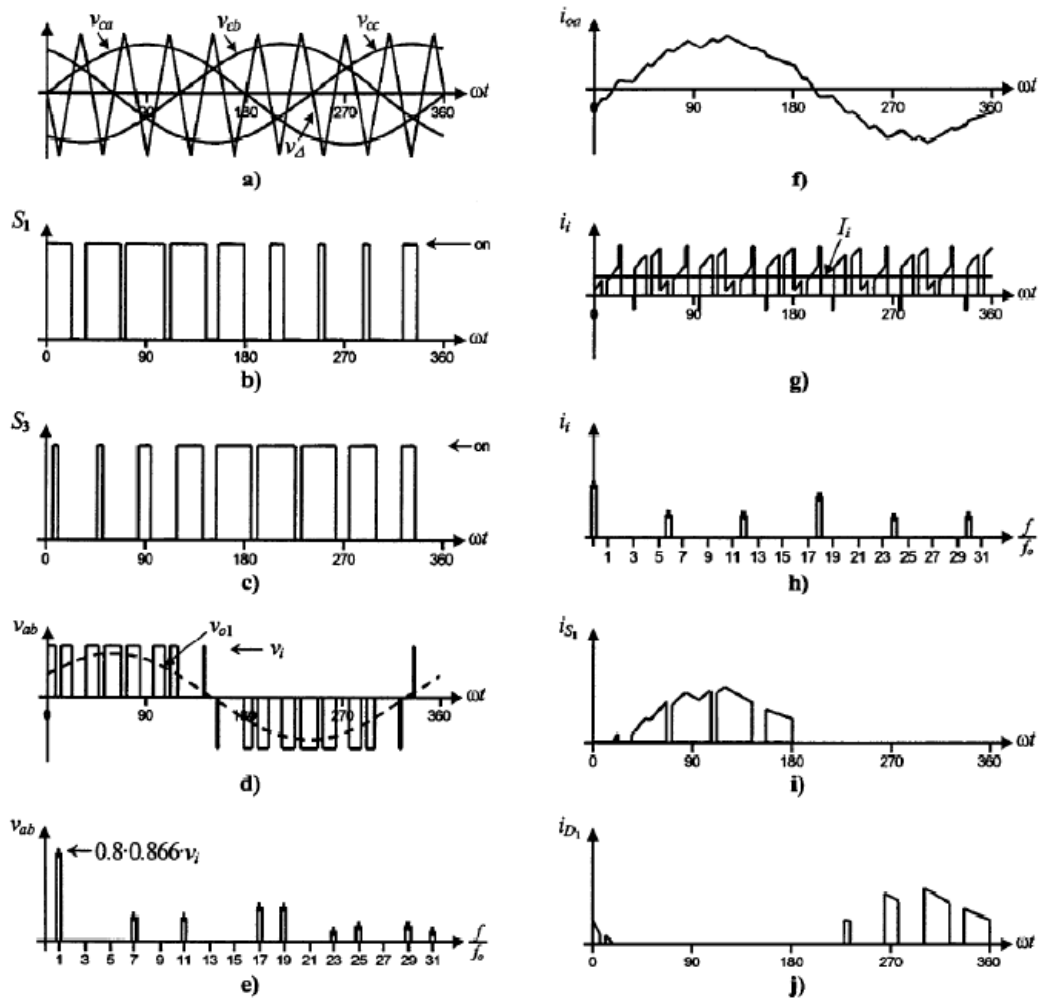 v_ca v_cb v_cc
ωt
90 180 270 360
v_Δ
a)
S_1
on
ωt
0 90 180 270 360
b)
S_3
on
ωt
0 90 180 270 360
c)
v_ab
v_o1
v_i
ωt
0 90 180 270 360
d)
v_ab
0.8·0.866·v_i
1 3 5 7 9 11 13 15 17 19 21 23 25 27 29 31
f/f_o
e)
i_oa
ωt
0 90 180 270 360
f)
i_i
I_i
ωt
0 90 180 270 360
g)
i_i
1 3 5 7 9 11 13 15 17 19 21 23 25 27 29 31
f/f_o
h)
i_S1
ωt
0 90 180 270 360
i)
i_D1
ωt
0 90 180 270 360
j)